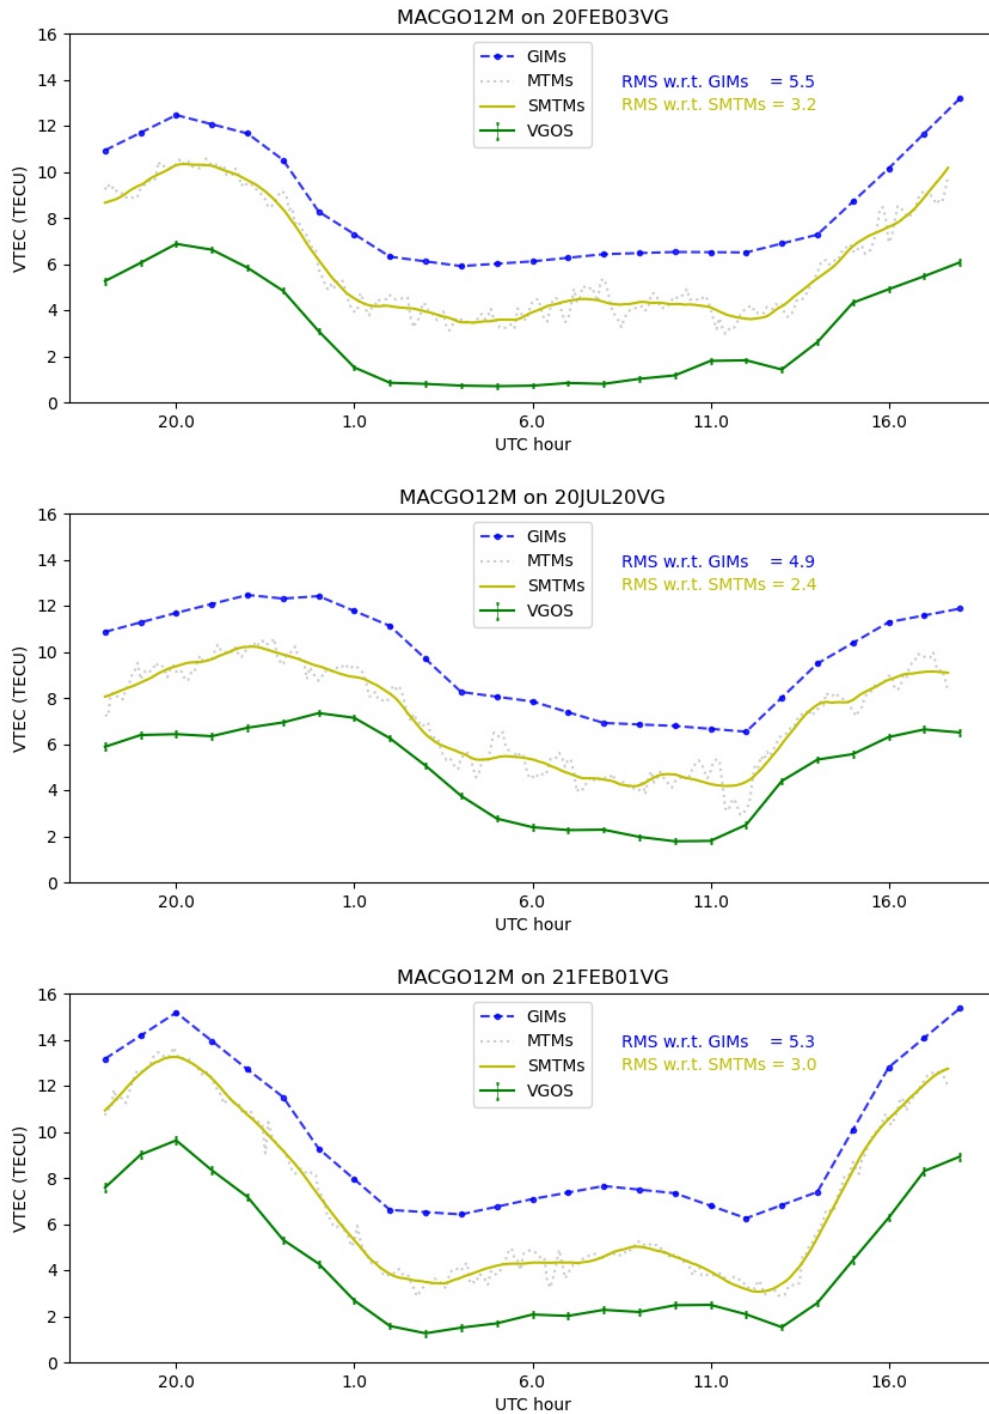 MACGO12M on 20FEB03VG
16
14
12
10
8
6
4
2
0
VTEC (TECU)
GIMs
MTMs
SMTMs
VGOS
RMS w.r.t. GIMs = 5.5
RMS w.r.t. SMTMs = 3.2
20.0 1.0 6.0 11.0 16.0
UTC hour
MACGO12M on 20JUL20VG
16
14
12
10
8
6
4
2
0
VTEC (TECU)
GIMs
MTMs
SMTMs
VGOS
RMS w.r.t. GIMs = 4.9
RMS w.r.t. SMTMs = 2.4
20.0 1.0 6.0 11.0 16.0
UTC hour
MACGO12M on 21FEB01VG
16
14
12
10
8
6
4
2
0
VTEC (TECU)
GIMs
MTMs
SMTMs
VGOS
RMS w.r.t. GIMs = 5.3
RMS w.r.t. SMTMs = 3.0
20.0 1.0 6.0 11.0 16.0
UTC hour